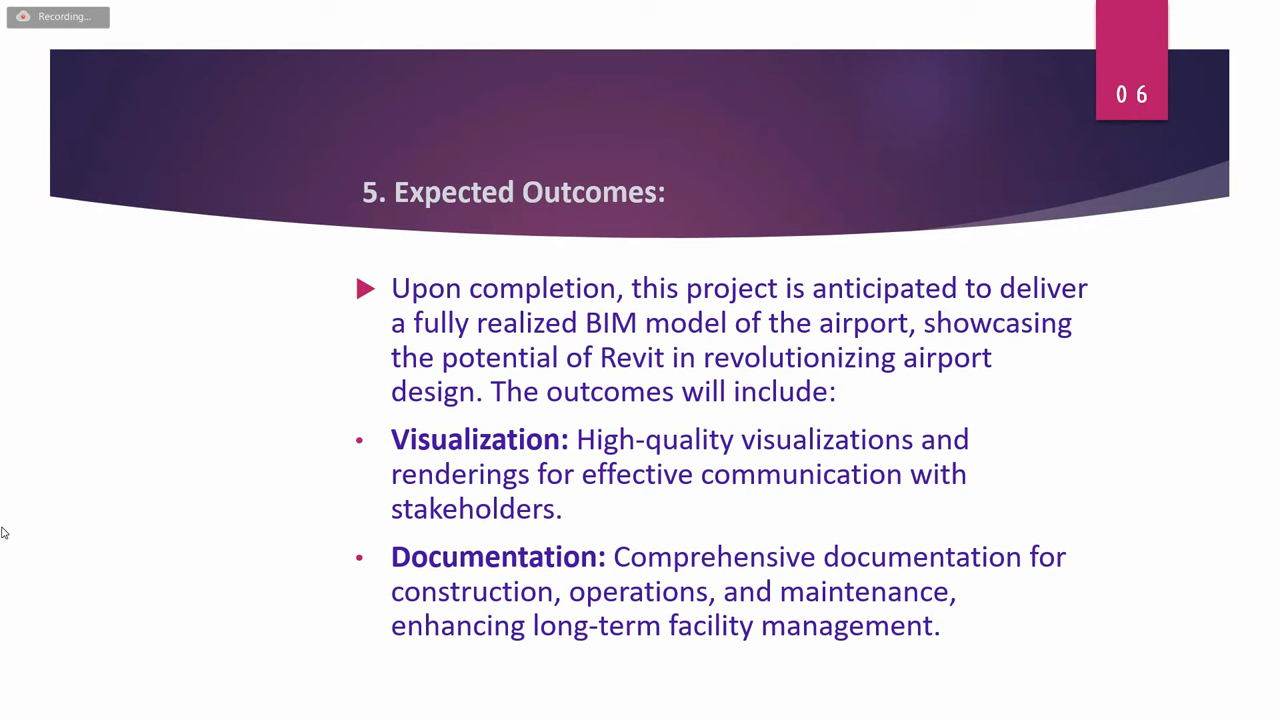 Recording...
06
5. Expected Outcomes:
Upon completion, this project is anticipated to deliver
a fully realized BIM model of the airport, showcasing
the potential of Revit in revolutionizing airport
design. The outcomes will include:
• Visualization: High-quality visualizations and
renderings for effective communication with
stakeholders.
• Documentation: Comprehensive documentation for
construction, operations, and maintenance,
enhancing long-term facility management.